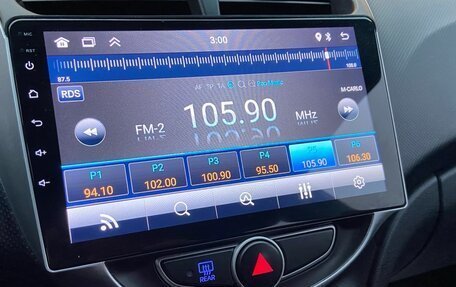 MIC
3:00
RST
87.5
108.0
AF TP TA
RDS
M-CARLO
FM-2 105.90 MHz
P1 P2 P3 P4 P5 P6
94.10 102.00 100.90 95.50 105.90 106.30
REAR